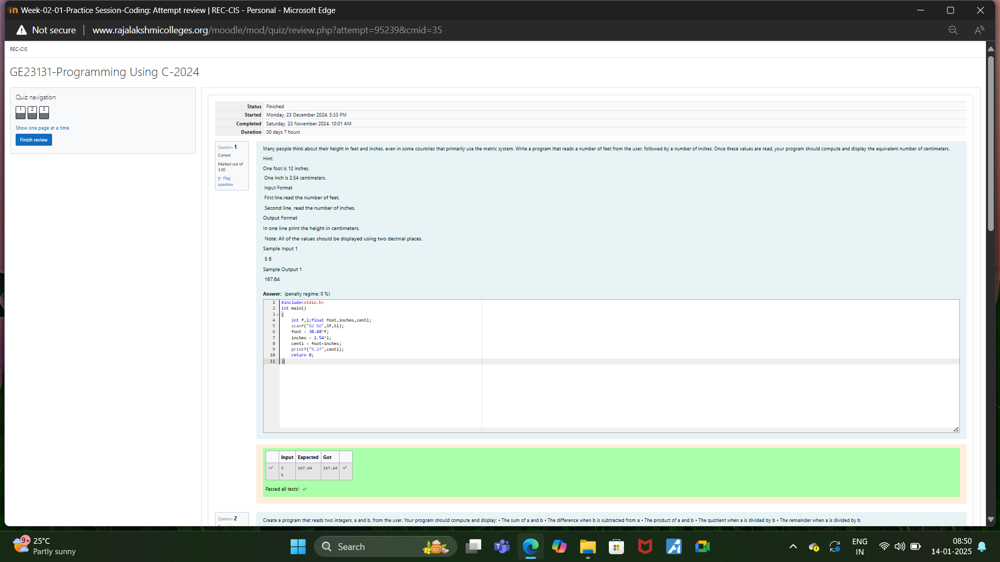 Week-02-01-Practice Session-Coding: Attempt review | REC-CIS - Personal - Microsoft Edge
Not secure | www.rajalakshmicolleges.org/moodle/mod/quiz/review.php?attempt=95239&cmid=35
REC-CIS
GE23131-Programming Using C-2024
Quiz navigation
1 2 3
Show one page at a time
Finish review
Status Finished
Started Monday, 23 December 2024, 5:33 PM
Completed Saturday, 23 November 2024, 10:01 AM
Duration 30 days 7 hours
Question 1
Correct
Marked out of
3.00
Flag
question
Many people think about their height in feet and inches, even in some countries that primarily use the metric system. Write a program that reads a number of feet from the user, followed by a number of inches. Once these values are read, your program should compute and display the equivalent number of centimeters.
Hint:
One foot is 12 inches.
One inch is 2.54 centimeters.
Input Format
First line,read the number of feet.
Second line, read the number of inches.
Output Format
In one line print the height in centimeters.
Note: All of the values should be displayed using two decimal places.
Sample Input 1
5 6
Sample Output 1
167.64
Answer: (penalty regime: 0 %)
1 #include<stdio.h>
2 int main()
3 {
4 int f,i;float foot,inches,centi;
5 scanf("%d %d",&f,&i);
6 foot = 30.48*f;
7 inches = 2.54*i;
8 centi = foot+inches;
9 printf("%.2f",centi);
10 return 0;
11 }
Input Expected Got
5 167.64 167.64
6
Passed all tests!
Question 2
Create a program that reads two integers, a and b, from the user. Your program should compute and display: • The sum of a and b • The difference when b is subtracted from a • The product of a and b • The quotient when a is divided by b • The remainder when a is divided by b
9+ 25°C
Partly sunny
Search
ENG
IN
08:50
14-01-2025